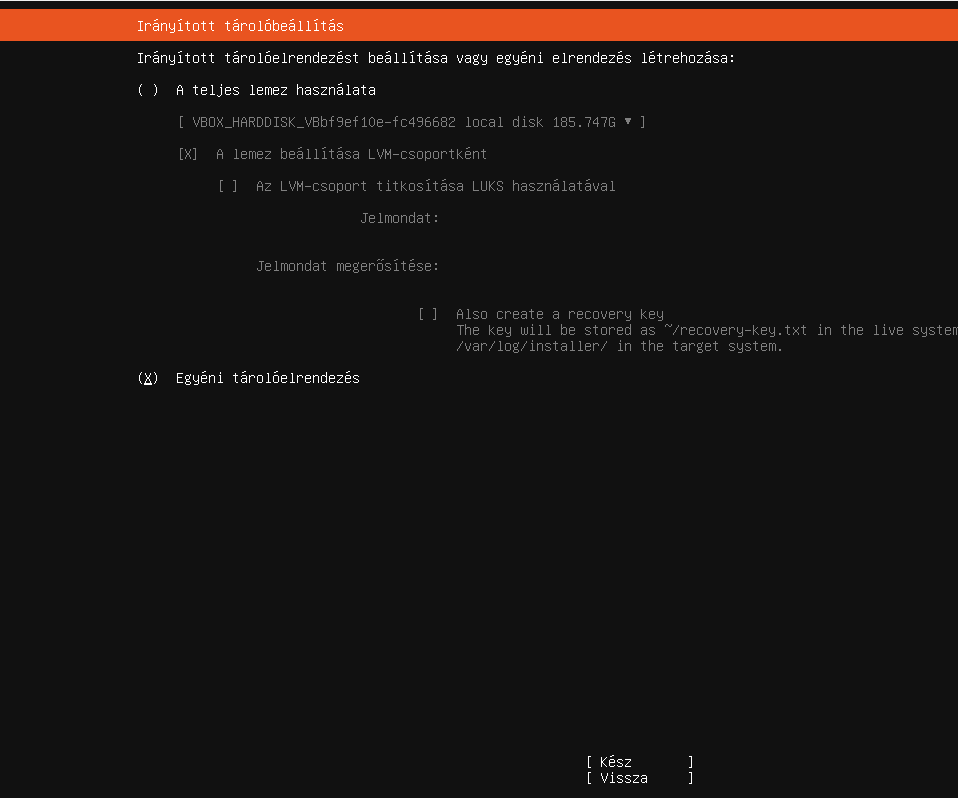 Irányított tárolóbeállítás
Irányított tárolóelrendezést beállítása vagy egyéni elrendezés létrehozása:
( ) A teljes lemez használata
[ VBOX_HARDDISK_VBbf9ef10e-fc496682 local disk 185.747G ▾ ]
[X] A lemez beállítása LVM-csoportként
[ ] Az LVM-csoport titkosítása LUKS használatával
Jelmondat:
Jelmondat megerősítése:
[ ] Also create a recovery key
The key will be stored as ~/recovery-key.txt in the live system
/var/log/installer/ in the target system.
(X) Egyéni tárolóelrendezés
[ Kész ]
[ Vissza ]